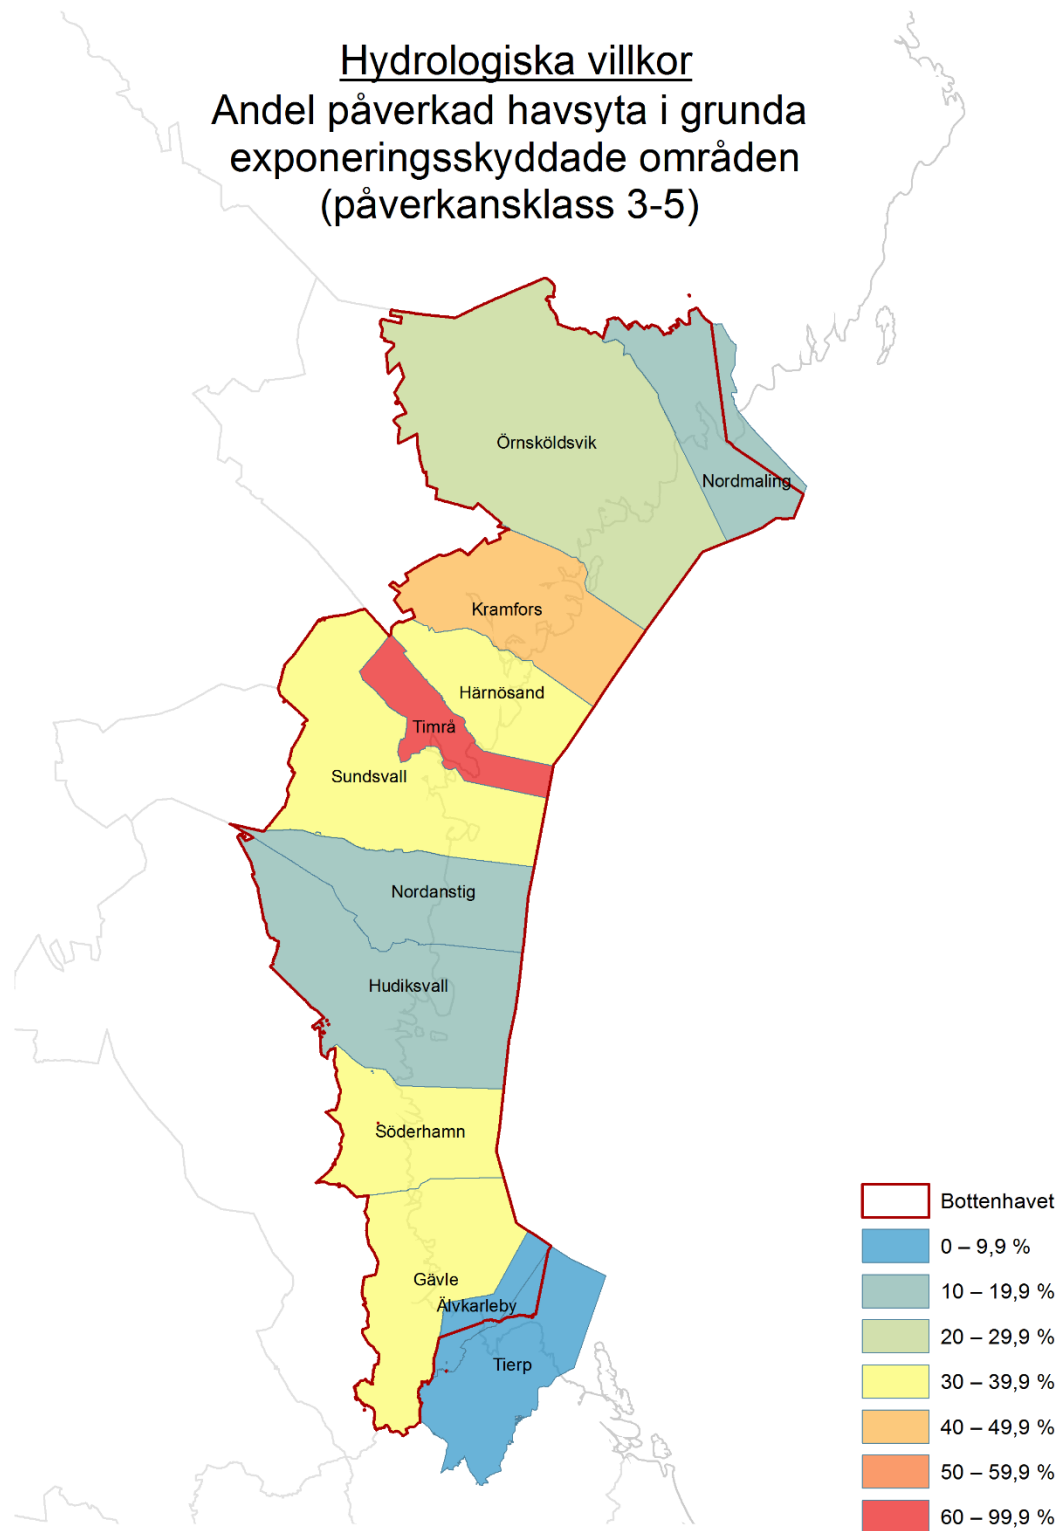 Hydrologiska villkor
Andel påverkad havsyta i grunda
exponeringsskyddade områden
(påverkansklass 3-5)
Örnsköldsvik
Nordmaling
Kramfors
Härnösand
Timrå
Sundsvall
Nordanstig
Hudiksvall
Söderhamn
Gävle
Älvkarleby
Tierp
Bottenhavet
0 – 9,9 %
10 – 19,9 %
20 – 29,9 %
30 – 39,9 %
40 – 49,9 %
50 – 59,9 %
60 – 99,9 %